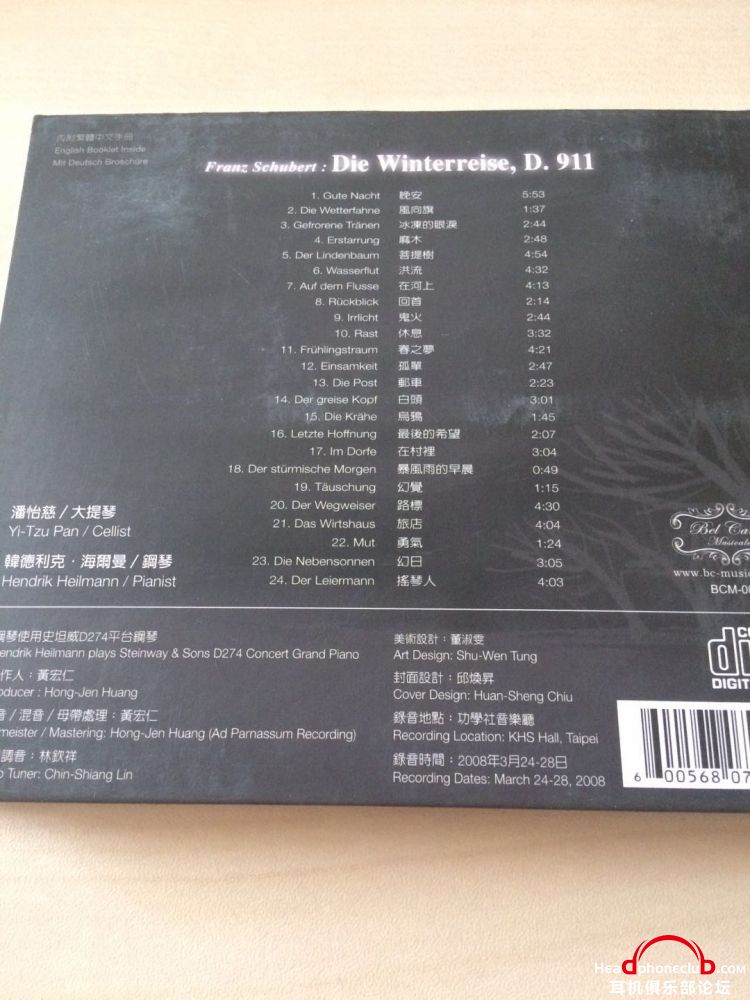 內附繁體中文手冊
English Booklet Inside
Mit Deutsch Broschüre
Franz Schubert : Die Winterreise, D. 911
1. Gute Nacht 晚安 5:53
2. Die Wetterfahne 風向旗 1:37
3. Gefrorene Tränen 冰凍的眼淚 2:44
4. Erstarrung 麻木 2:48
5. Der Lindenbaum 菩提樹 4:54
6. Wasserflut 洪流 4:32
7. Auf dem Flusse 在河上 4:13
8. Rückblick 回首 2:14
9. Irrlicht 鬼火 2:44
10. Rast 休息 3:32
11. Frühlingstraum 春之夢 4:21
12. Einsamkeit 孤單 2:47
13. Die Post 郵車 2:23
14. Der greise Kopf 白頭 3:01
15. Die Krähe 烏鴉 1:45
16. Letzte Hoffnung 最後的希望 2:07
17. Im Dorfe 在村裡 3:04
18. Der stürmische Morgen 暴風雨的早晨 0:49
19. Täuschung 幻覺 1:15
20. Der Wegweiser 路標 4:30
21. Das Wirtshaus 旅店 4:04
22. Mut 勇氣 1:24
23. Die Nebensonnen 幻日 3:05
24. Der Leiermann 搖琴人 4:03
潘怡慈 / 大提琴
Yi-Tzu Pan / Cellist
韓德利克・海爾曼 / 鋼琴
Hendrik Heilmann / Pianist
Bel Can
Musicale
www.bc-music
BCM-00
鋼琴使用史坦威D274平台鋼琴
Hendrik Heilmann plays Steinway & Sons D274 Concert Grand Piano
作人：黃宏仁
oducer : Hong-Jen Huang
音 / 混音 / 母帶處理：黃宏仁
meister / Mastering: Hong-Jen Huang (Ad Parnassum Recording)
調音：林欽祥
o Tuner: Chin-Shiang Lin
美術設計：董淑雯
Art Design: Shu-Wen Tung
封面設計：邱煥昇
Cover Design: Huan-Sheng Chiu
錄音地點：功學社音樂廳
Recording Location: KHS Hall, Taipei
錄音時間：2008年3月24-28日
Recording Dates: March 24-28, 2008
DIGIT
6 00568 07
Headphoneclub.com
耳机俱乐部论坛